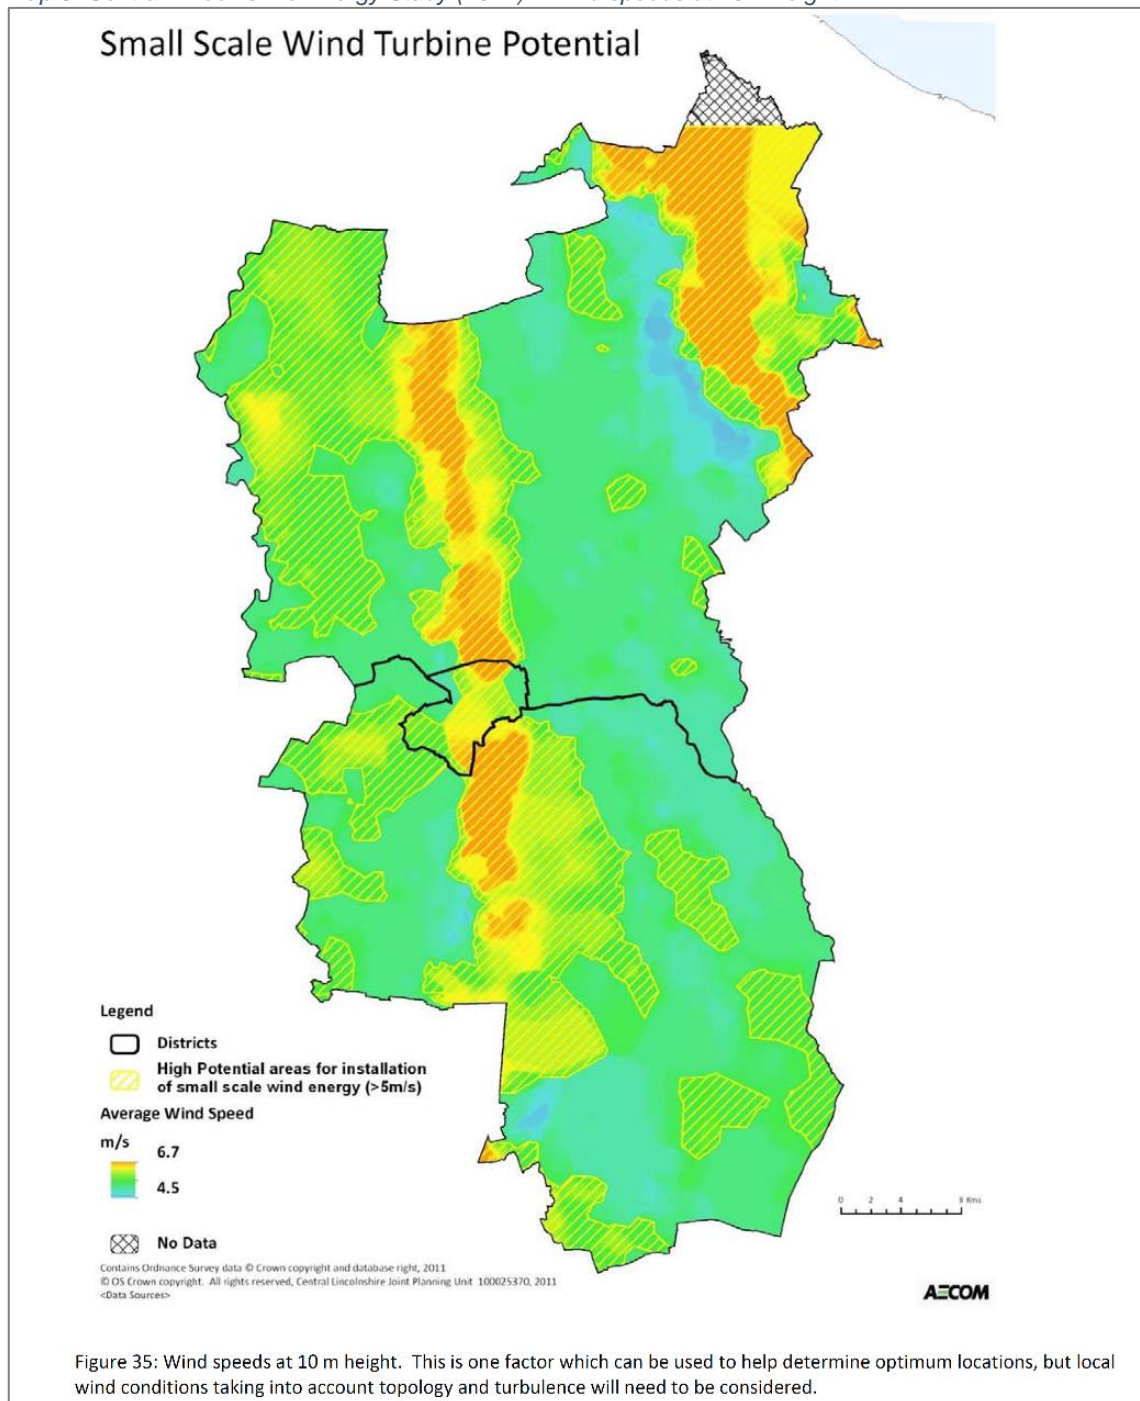 Small Scale Wind Turbine Potential
Legend
Districts
High Potential areas for installation
of small scale wind energy (>5m/s)
Average Wind Speed
m/s
6.7
4.5
No Data
0 2 4 8 Kms
Contains Ordnance Survey data © Crown copyright and database right, 2011
© OS Crown copyright. All rights reserved, Central Lincolnshire Joint Planning Unit 100025370, 2011
<Data Sources>
AECOM
Figure 35: Wind speeds at 10 m height. This is one factor which can be used to help determine optimum locations, but local
wind conditions taking into account topology and turbulence will need to be considered.